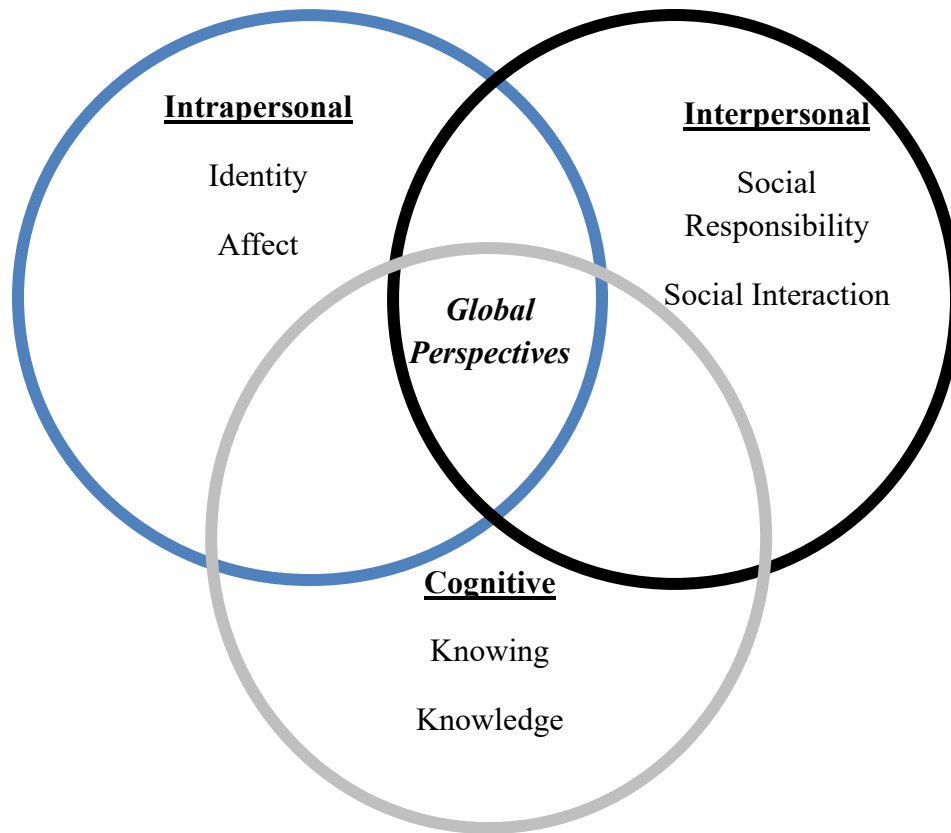 Intrapersonal
Identity
Affect
Interpersonal
Social
Responsibility
Social Interaction
Global
Perspectives
Cognitive
Knowing
Knowledge